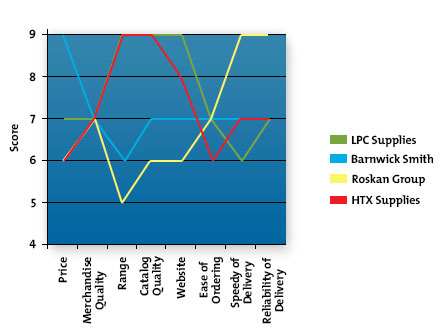 9
8
7
6
5
4
Score
Price
Merchandise
Quality
Range
Catalog
Quality
Website
Ease of
Ordering
Speedy of
Delivery
Reliability of
Delivery
LPC Supplies
Barnwick Smith
Roskan Group
HTX Supplies